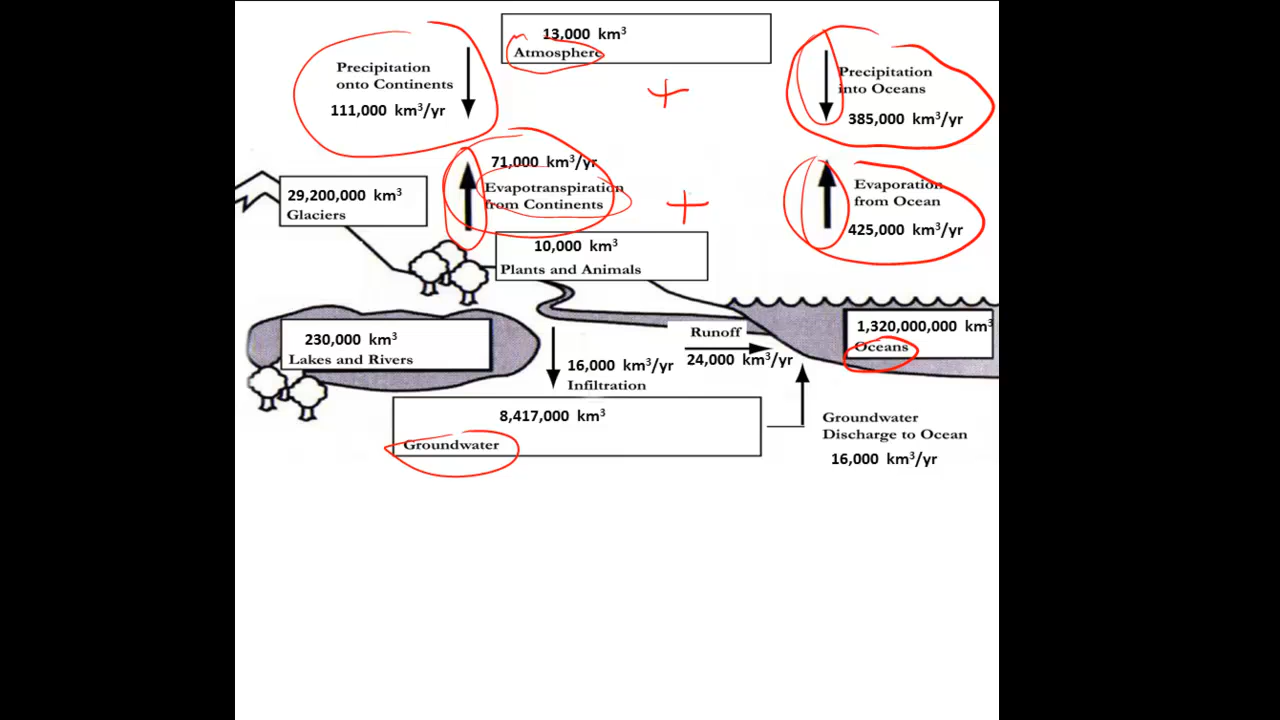 13,000 km³
Atmosphere
Precipitation
onto Continents
111,000 km³/yr
Precipitation
into Oceans
385,000 km³/yr
+
71,000 km³/yr
Evapotranspiration
from Continents
+
Evaporation
from Ocean
425,000 km³/yr
29,200,000 km³
Glaciers
10,000 km³
Plants and Animals
230,000 km³
Lakes and Rivers
16,000 km³/yr
Infiltration
Runoff
24,000 km³/yr
1,320,000,000 km³
Oceans
8,417,000 km³
Groundwater
Groundwater
Discharge to Ocean
16,000 km³/yr